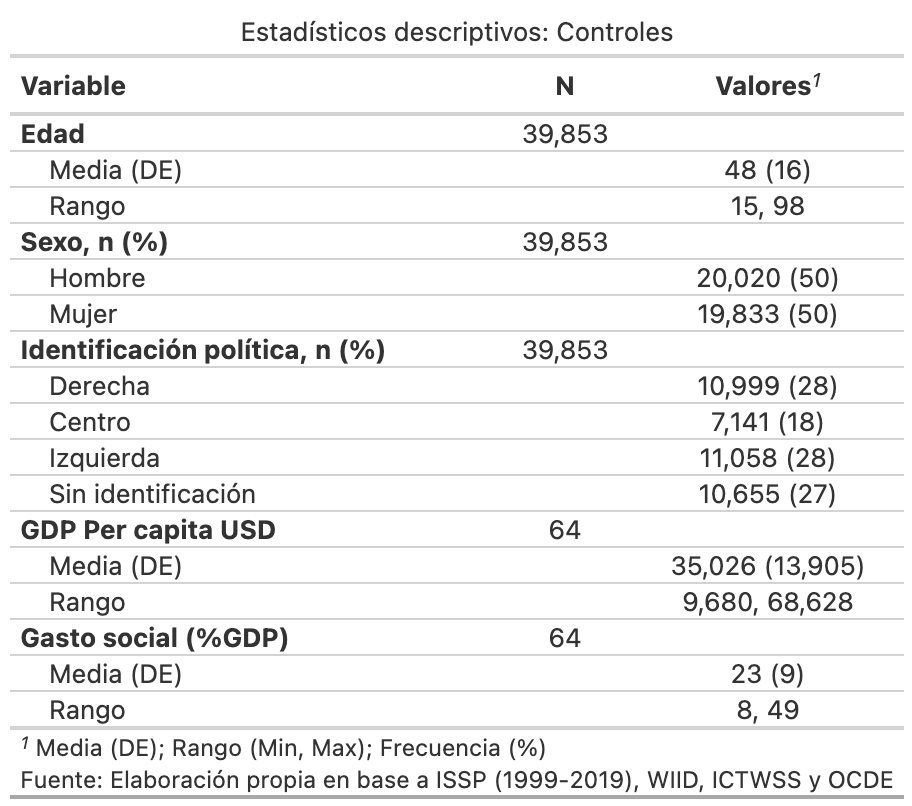 Estadísticos descriptivos: Controles
Variable N Valores¹
Edad 39,853
Media (DE) 48 (16)
Rango 15, 98
Sexo, n (%) 39,853
Hombre 20,020 (50)
Mujer 19,833 (50)
Identificación política, n (%) 39,853
Derecha 10,999 (28)
Centro 7,141 (18)
Izquierda 11,058 (28)
Sin identificación 10,655 (27)
GDP Per capita USD 64
Media (DE) 35,026 (13,905)
Rango 9,680, 68,628
Gasto social (%GDP) 64
Media (DE) 23 (9)
Rango 8, 49
¹ Media (DE); Rango (Min, Max); Frecuencia (%)
Fuente: Elaboración propia en base a ISSP (1999-2019), WIID, ICTWSS y OCDE